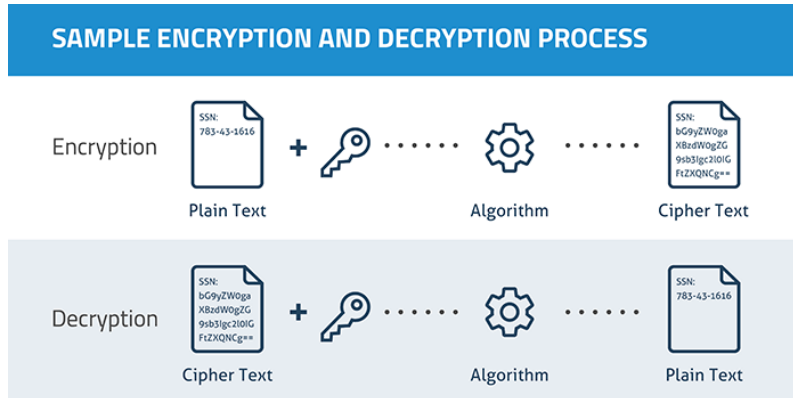 SAMPLE ENCRYPTION AND DECRYPTION PROCESS
Encryption
SSN:
783-43-1616
+
SSN:
bG9yZW0ga
XBzdW0gZG
9sb3Igc2l0IG
FtZXQNCg==
Plain Text
Algorithm
Cipher Text
Decryption
SSN:
bG9yZW0ga
XBzdW0gZG
9sb3Igc2l0IG
FtZXQNCg==
+
SSN:
783-43-1616
Cipher Text
Algorithm
Plain Text